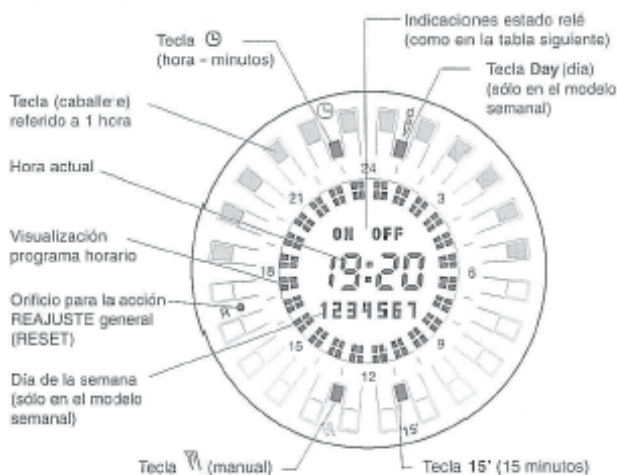 Indicaciones estado relé
(como en la tabla siguiente)
Tecla
(hora – minutos)
Tecla Day (día)
(sólo en el modelo
semanal)
Tecla (caballe e)
referido a 1 hora
Hora actual
Visualización
programa horario
Orificio para la acción
REAJUSTE general
(RESET)
Día de la semana
(sólo en el modelo
semanal)
Tecla (manual)
Tecla 15' (15 minutos)
24
3
6
9
12
15
18
21
Day
R
15'
ON OFF
19:20
1234567